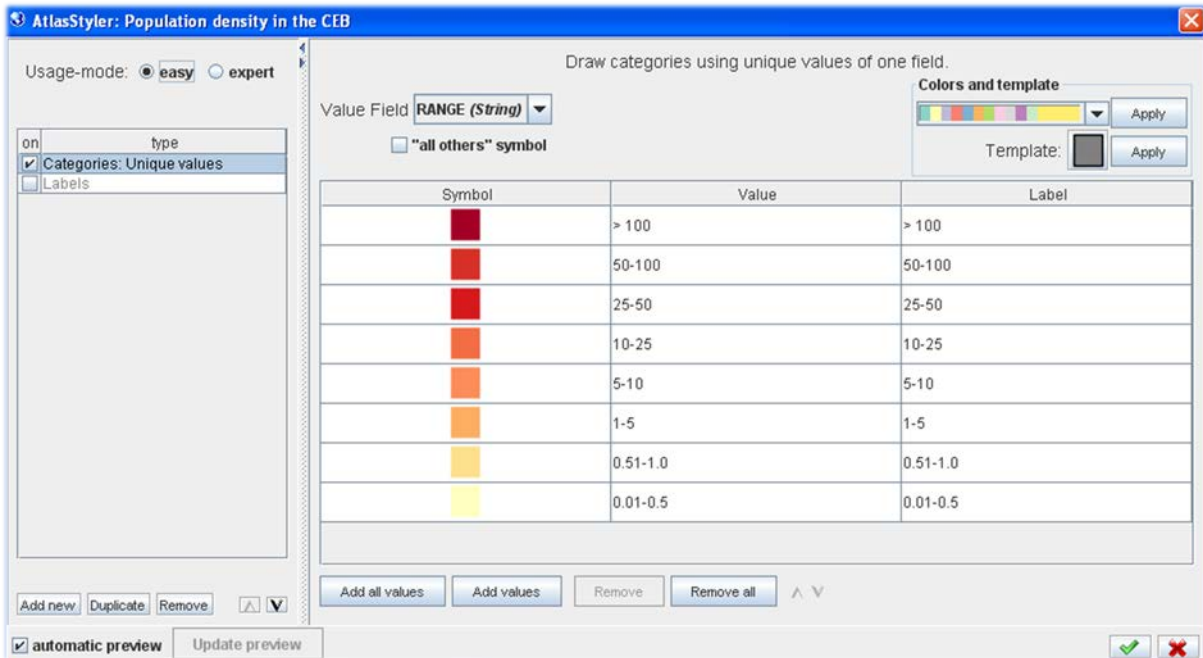 AtlasStyler: Population density in the CEB
Usage-mode: easy expert
on type
Categories: Unique values
Labels
Add new Duplicate Remove
automatic preview Update preview
Draw categories using unique values of one field.
Value Field RANGE (String)
"all others" symbol
Colors and template
Apply
Template: Apply
Symbol Value Label
> 100 > 100
50-100 50-100
25-50 25-50
10-25 10-25
5-10 5-10
1-5 1-5
0.51-1.0 0.51-1.0
0.01-0.5 0.01-0.5
Add all values Add values Remove Remove all